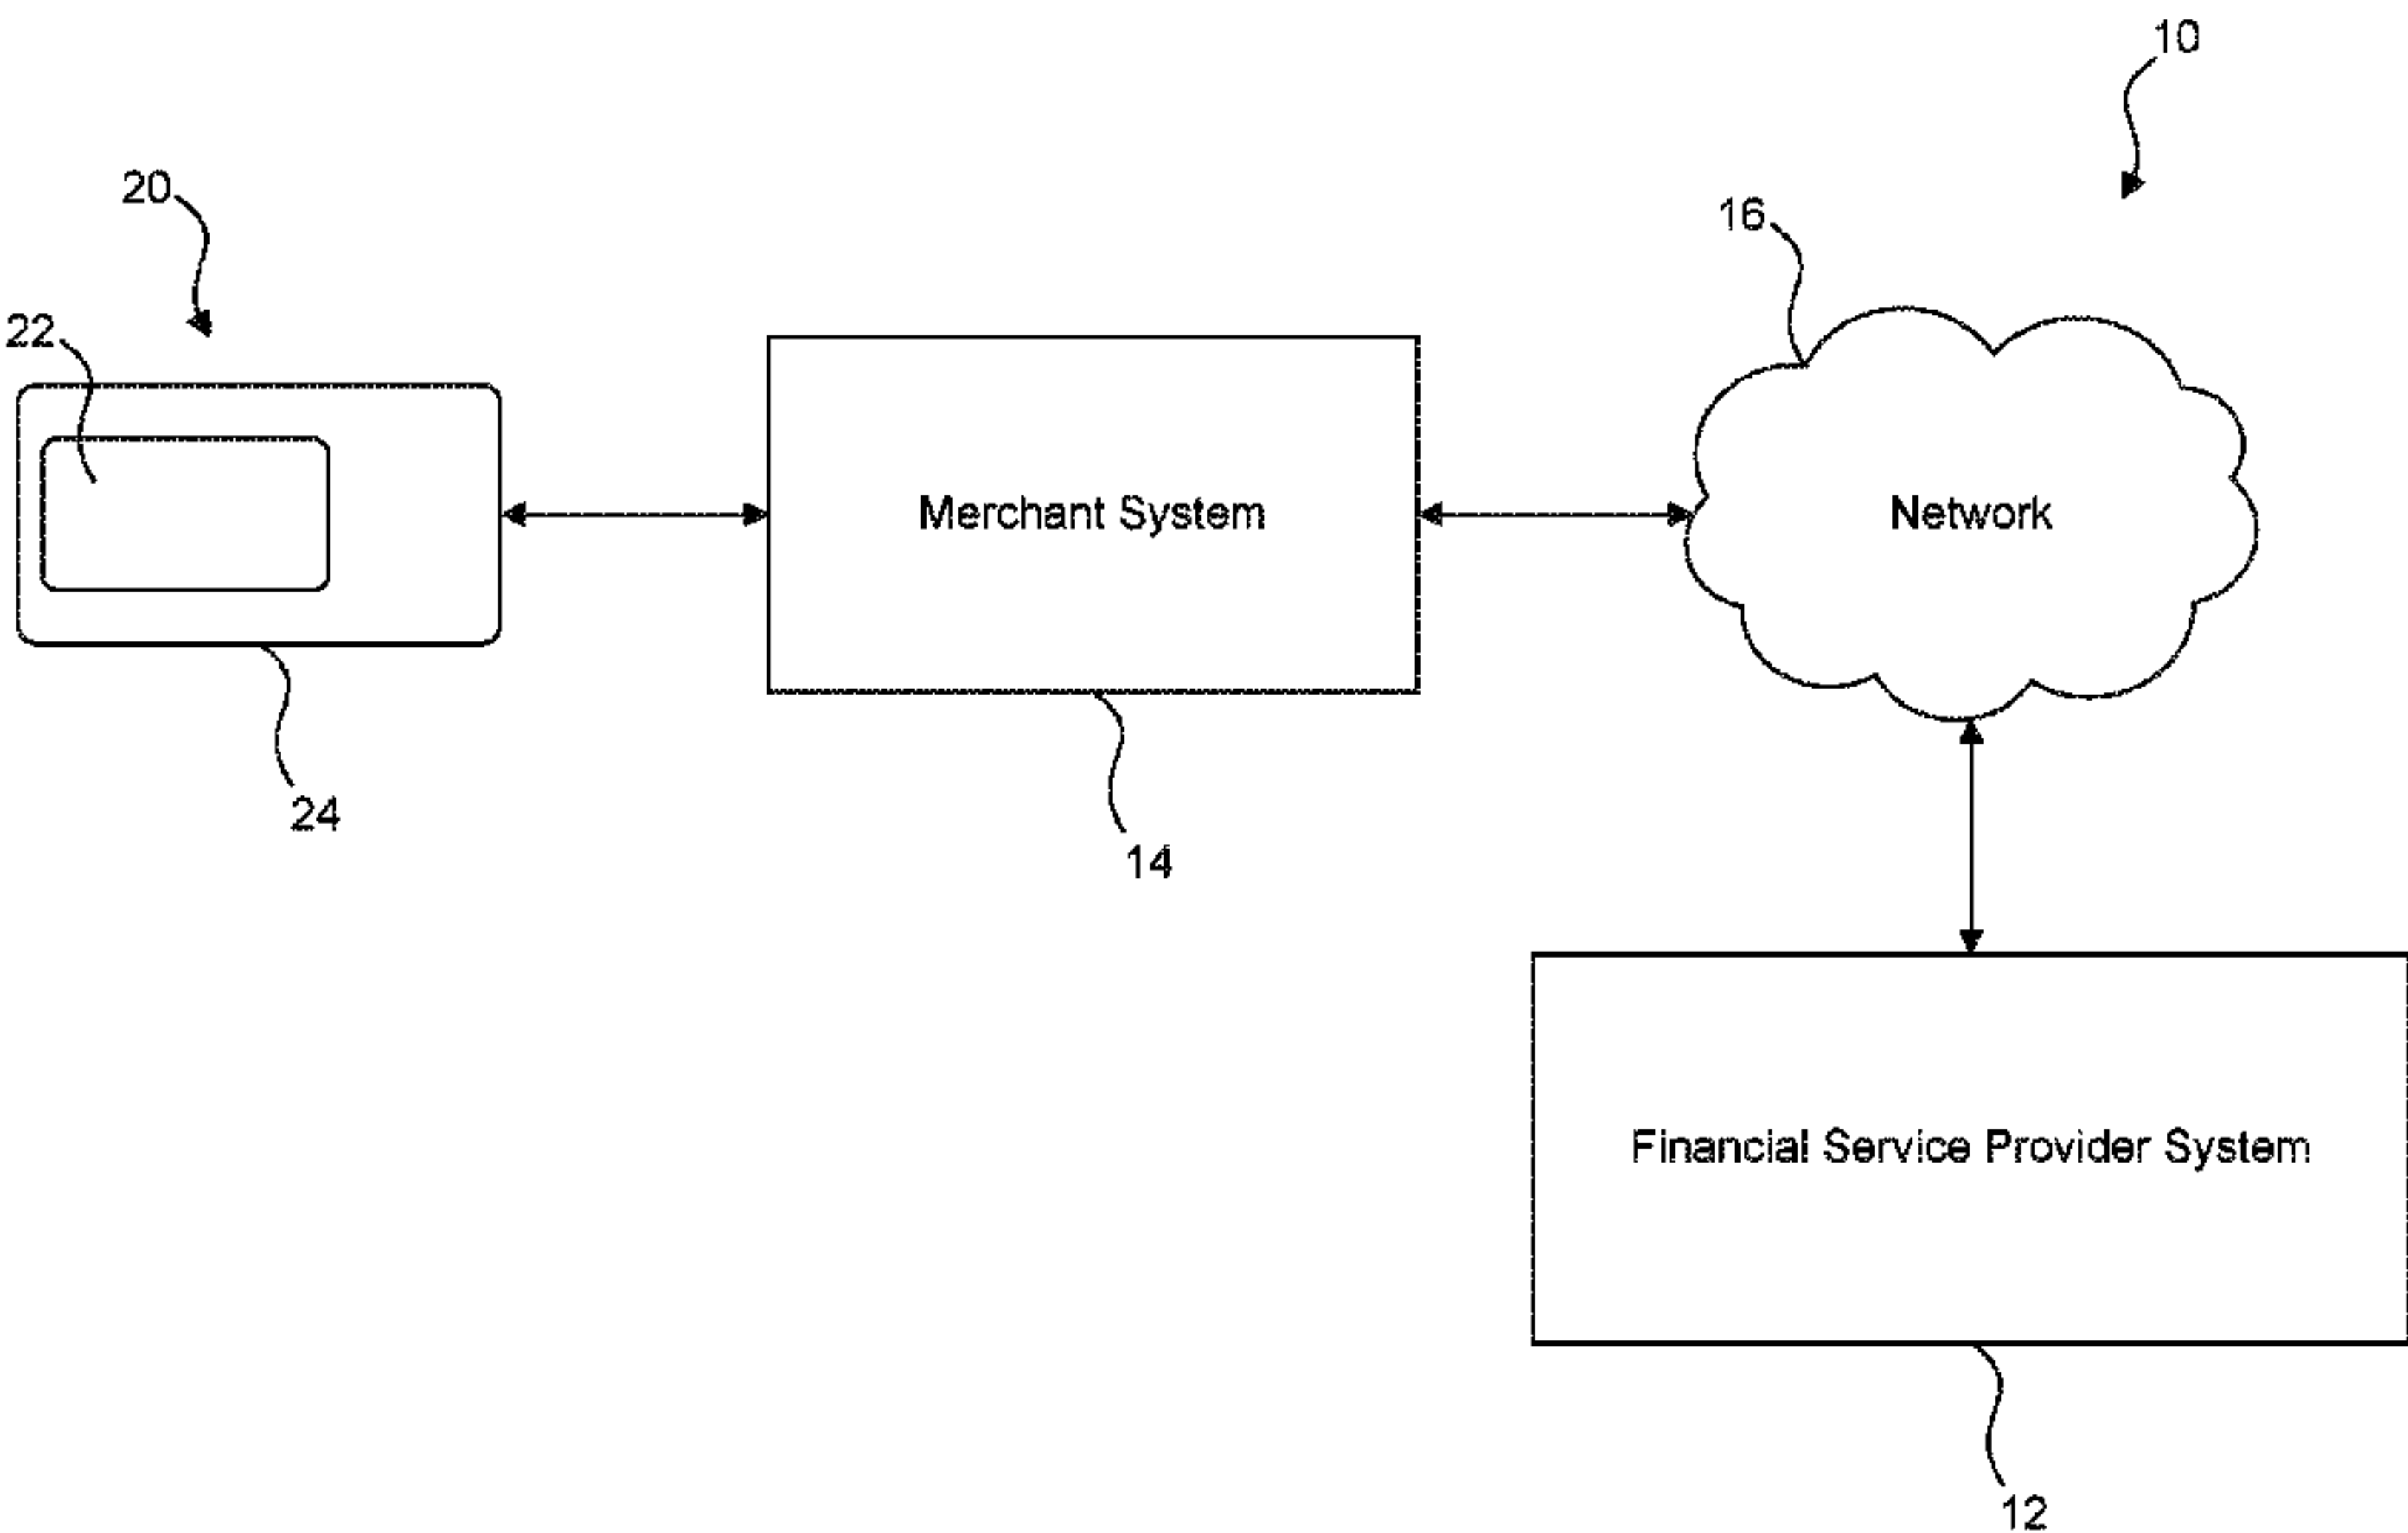 10
20
16
22
Merchant System
Network
24
14
Financial Service Provider System
12